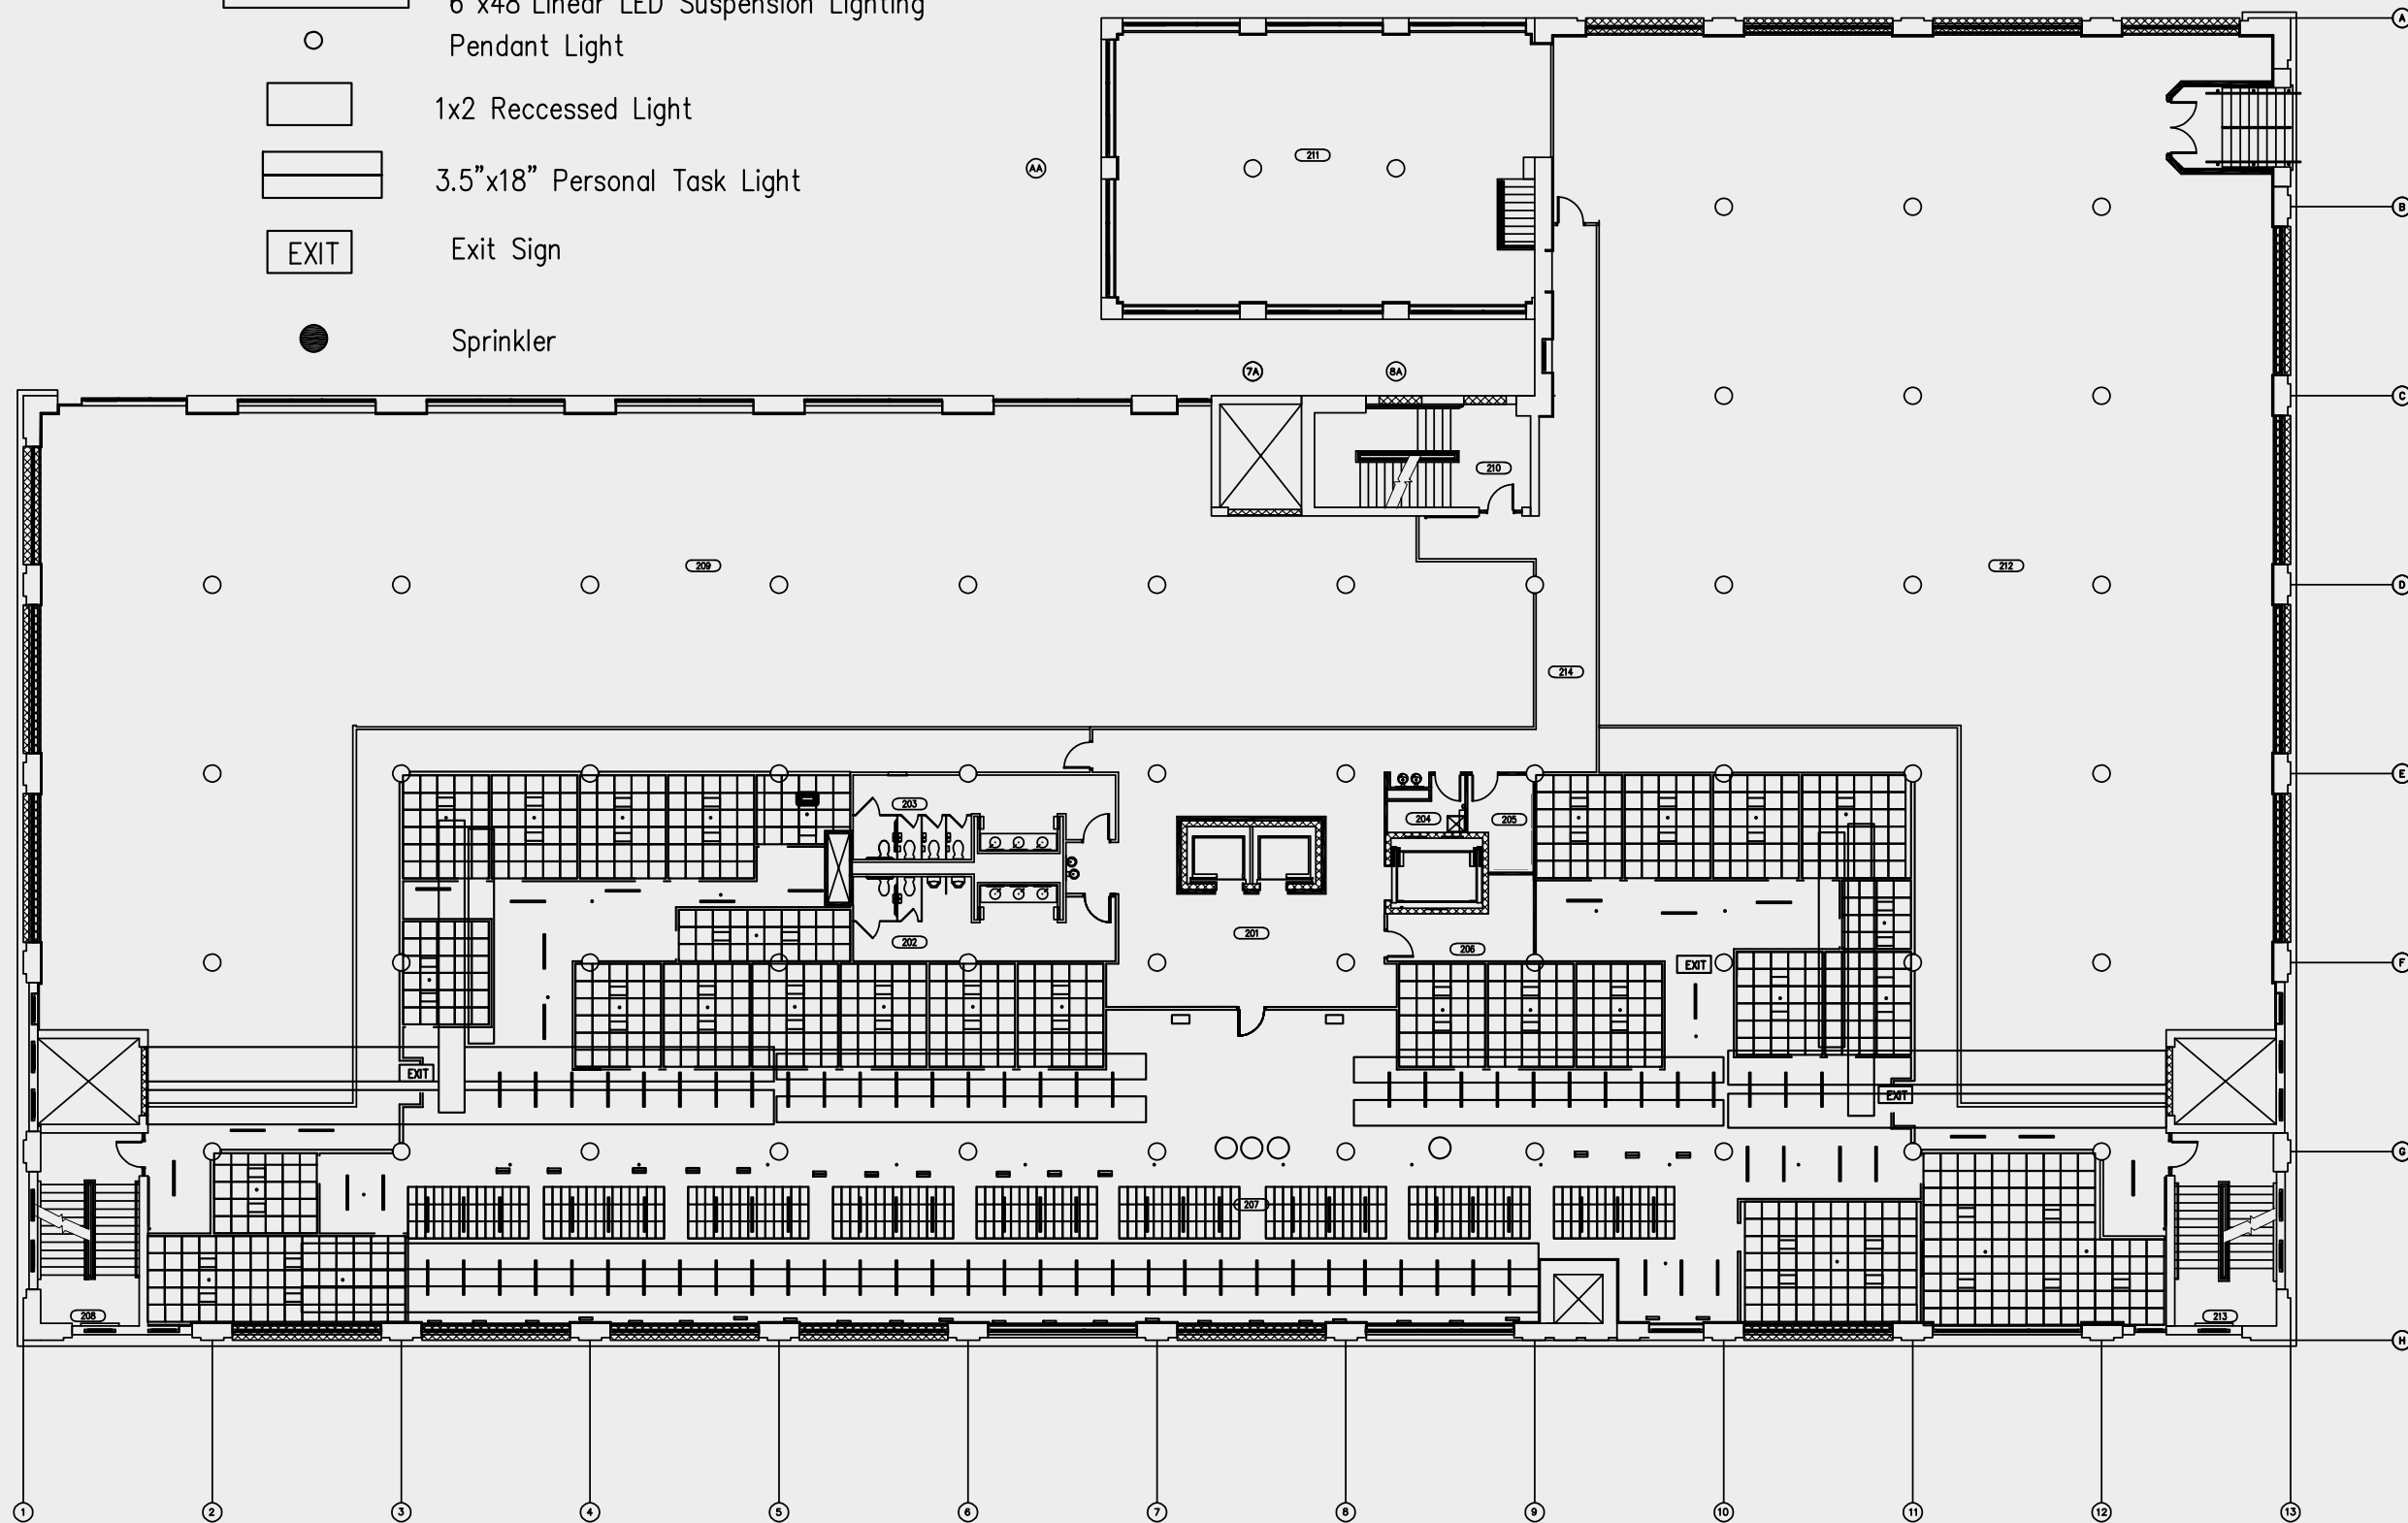 6"x48" Linear LED Suspension Lighting
Pendant Light
1x2 Reccessed Light
3.5”x18” Personal Task Light
EXIT Exit Sign
Sprinkler
A
211
AA
B
7A
8A
C
210
209
212
D
214
E
203
204
205
201
202
206
EXIT
F
EXIT
EXIT
G
207
208
213
H
1 2 3 4 5 6 7 8 9 10 11 12 13